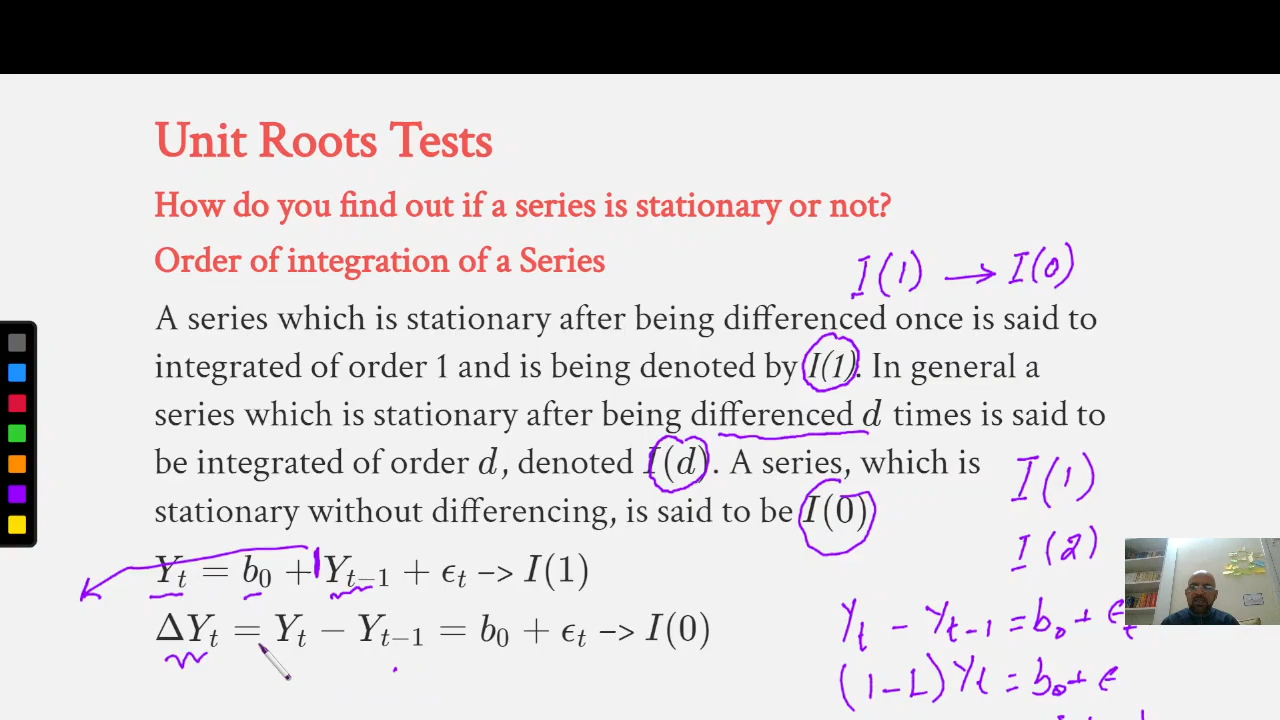 Unit Roots Tests
How do you find out if a series is stationary or not?
Order of integration of a Series
I(1) → I(0)
A series which is stationary after being differenced once is said to
integrated of order 1 and is being denoted by I(1). In general a
series which is stationary after being differenced d times is said to
be integrated of order d, denoted I(d). A series, which is
stationary without differencing, is said to be I(0)
I(1)
I(2)
Yₜ = b₀ + Yₜ₋₁ + ϵₜ –> I(1)
ΔYₜ = Yₜ − Yₜ₋₁ = b₀ + ϵₜ –> I(0)
Yₜ − Yₜ₋₁ = b₀ + ϵₜ
(1−L)Yₜ = b₀ + ϵ